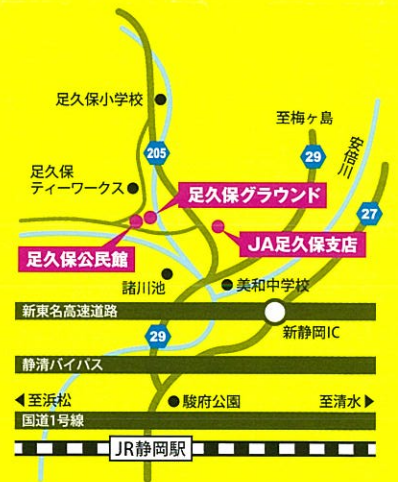 足久保小学校
至梅ヶ島
安倍川
205
29
足久保
ティーワークス
足久保グラウンド
27
足久保公民館
JA足久保支店
諸川池
美和中学校
新東名高速道路
新静岡IC
29
静清バイパス
◀至浜松
駿府公園
至清水▶
国道1号線
JR静岡駅